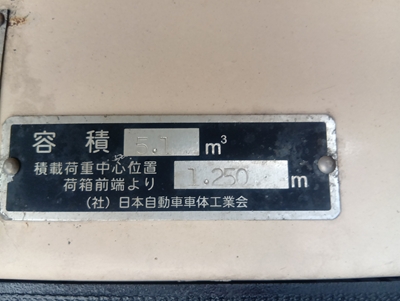 容積 5.1 m³
積載荷重中心位置
荷箱前端より 1.250 m
(社)日本自動車車体工業会